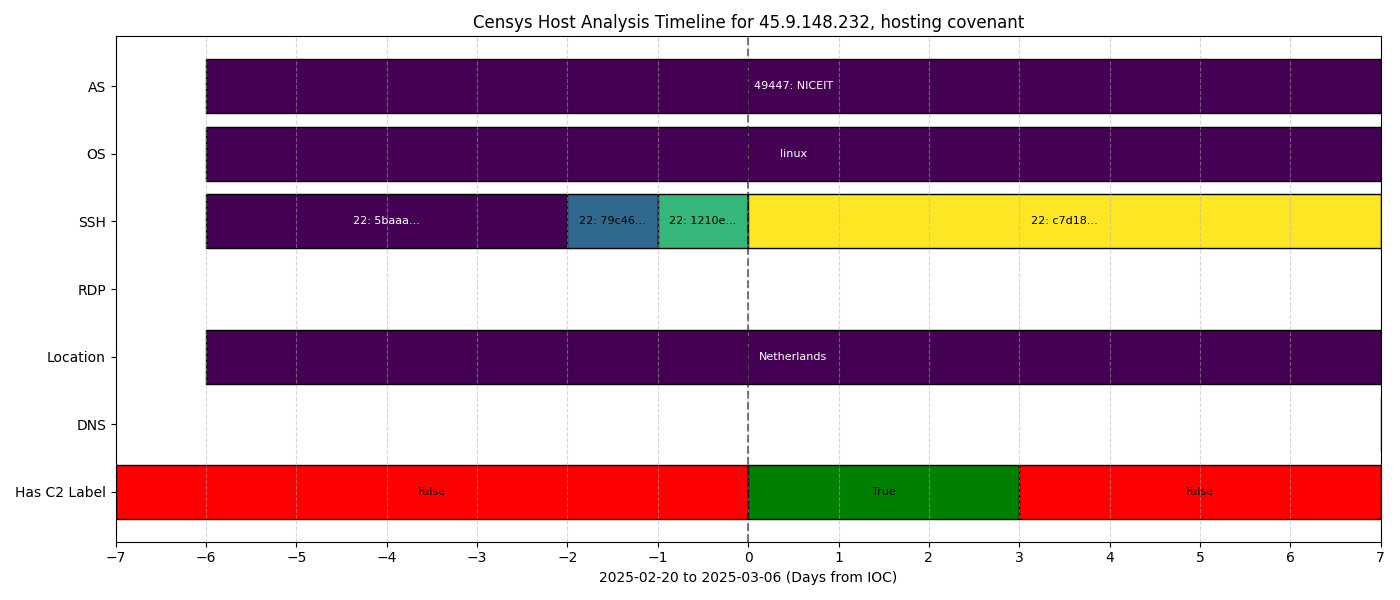 Censys Host Analysis Timeline for 45.9.148.232, hosting covenant
AS
49447: NICEIT
OS
linux
SSH
22: 5baaa...
22: 79c46...
22: 1210e...
22: c7d18...
RDP
Location
Netherlands
DNS
Has C2 Label
False
True
False
−7 −6 −5 −4 −3 −2 −1 0 1 2 3 4 5 6 7
2025-02-20 to 2025-03-06 (Days from IOC)